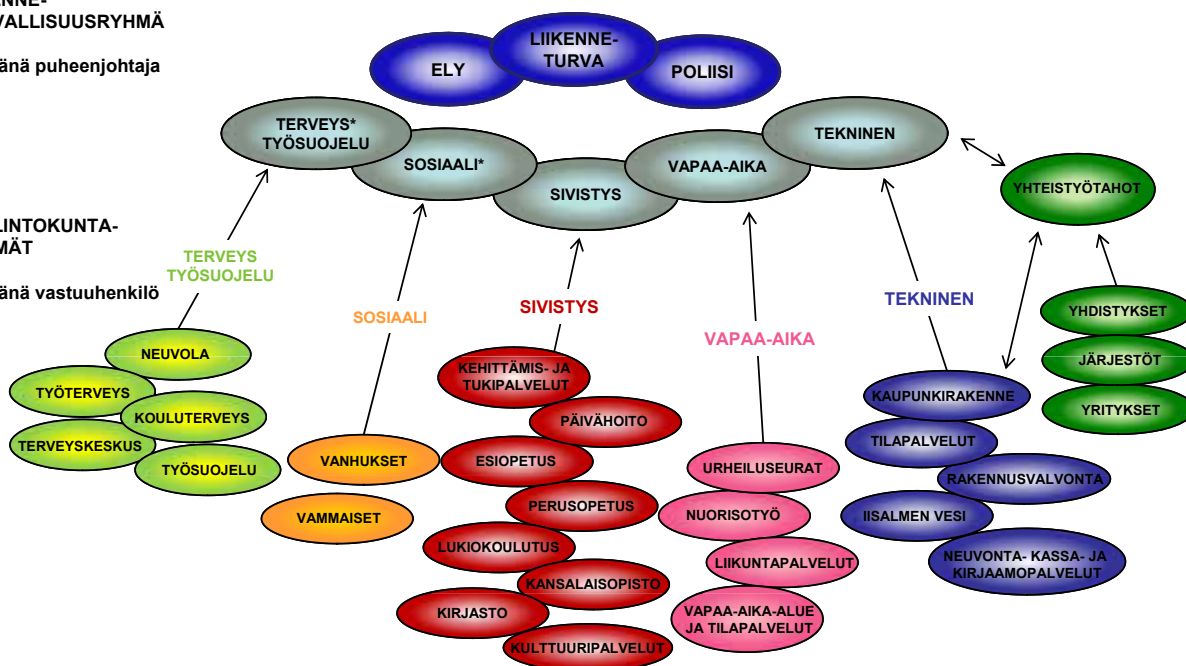 ENNE-
VALLISUUSRYHMÄ
änä puheenjohtaja
LIIKENNE-
TURVA
ELY
POLIISI
TERVEYS*
TYÖSUOJELU
SOSIAALI*
SIVISTYS
VAPAA-AIKA
TEKNINEN
YHTEISTYÖTAHOT
LINTOKUNTA-
MÄT
änä vastuuhenkilö
TERVEYS
TYÖSUOJELU
SOSIAALI
SIVISTYS
VAPAA-AIKA
TEKNINEN
NEUVOLA
TYÖTERVEYS
KOULUTERVEYS
TERVEYSKESKUS
TYÖSUOJELU
VANHUKSET
VAMMAISET
KEHITTÄMIS- JA
TUKIPALVELUT
PÄIVÄHOITO
ESIOPETUS
PERUSOPETUS
LUKIOKOULUTUS
KANSALAISOPISTO
KIRJASTO
KULTTUURIPALVELUT
URHEILUSEURAT
NUORISOTYÖ
LIIKUNTAPALVELUT
VAPAA-AIKA-ALUE
JA TILAPALVELUT
KAUPUNKIRAKENNE
TILAPALVELUT
RAKENNUSVALVONTA
IISALMEN VESI
NEUVONTA- KASSA- JA
KIRJAAMOPALVELUT
YHDISTYKSET
JÄRJESTÖT
YRITYKSET